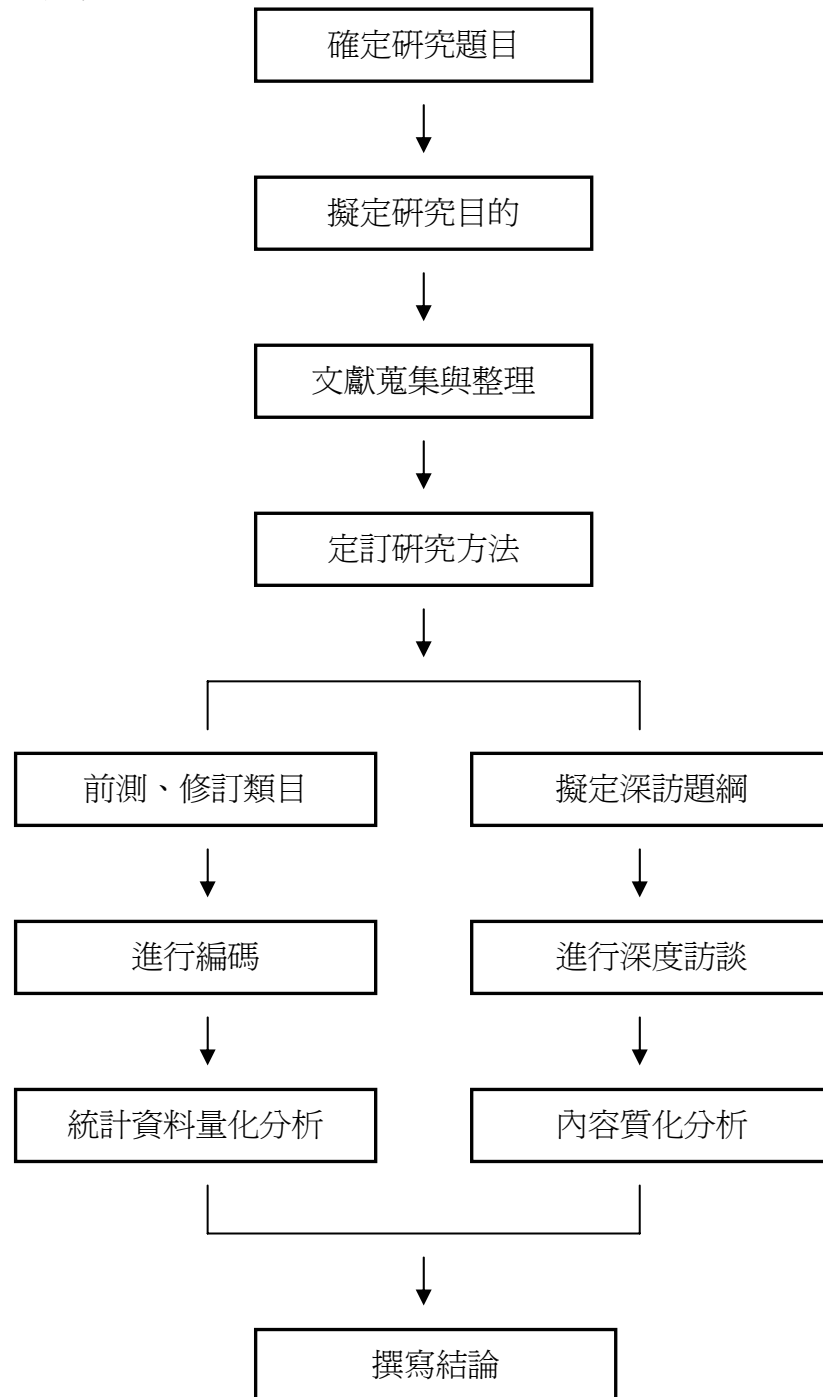 確定研究題目
擬定研究目的
文獻蒐集與整理
定訂研究方法
前測、修訂類目
擬定深訪題綱
進行編碼
進行深度訪談
統計資料量化分析
內容質化分析
撰寫結論